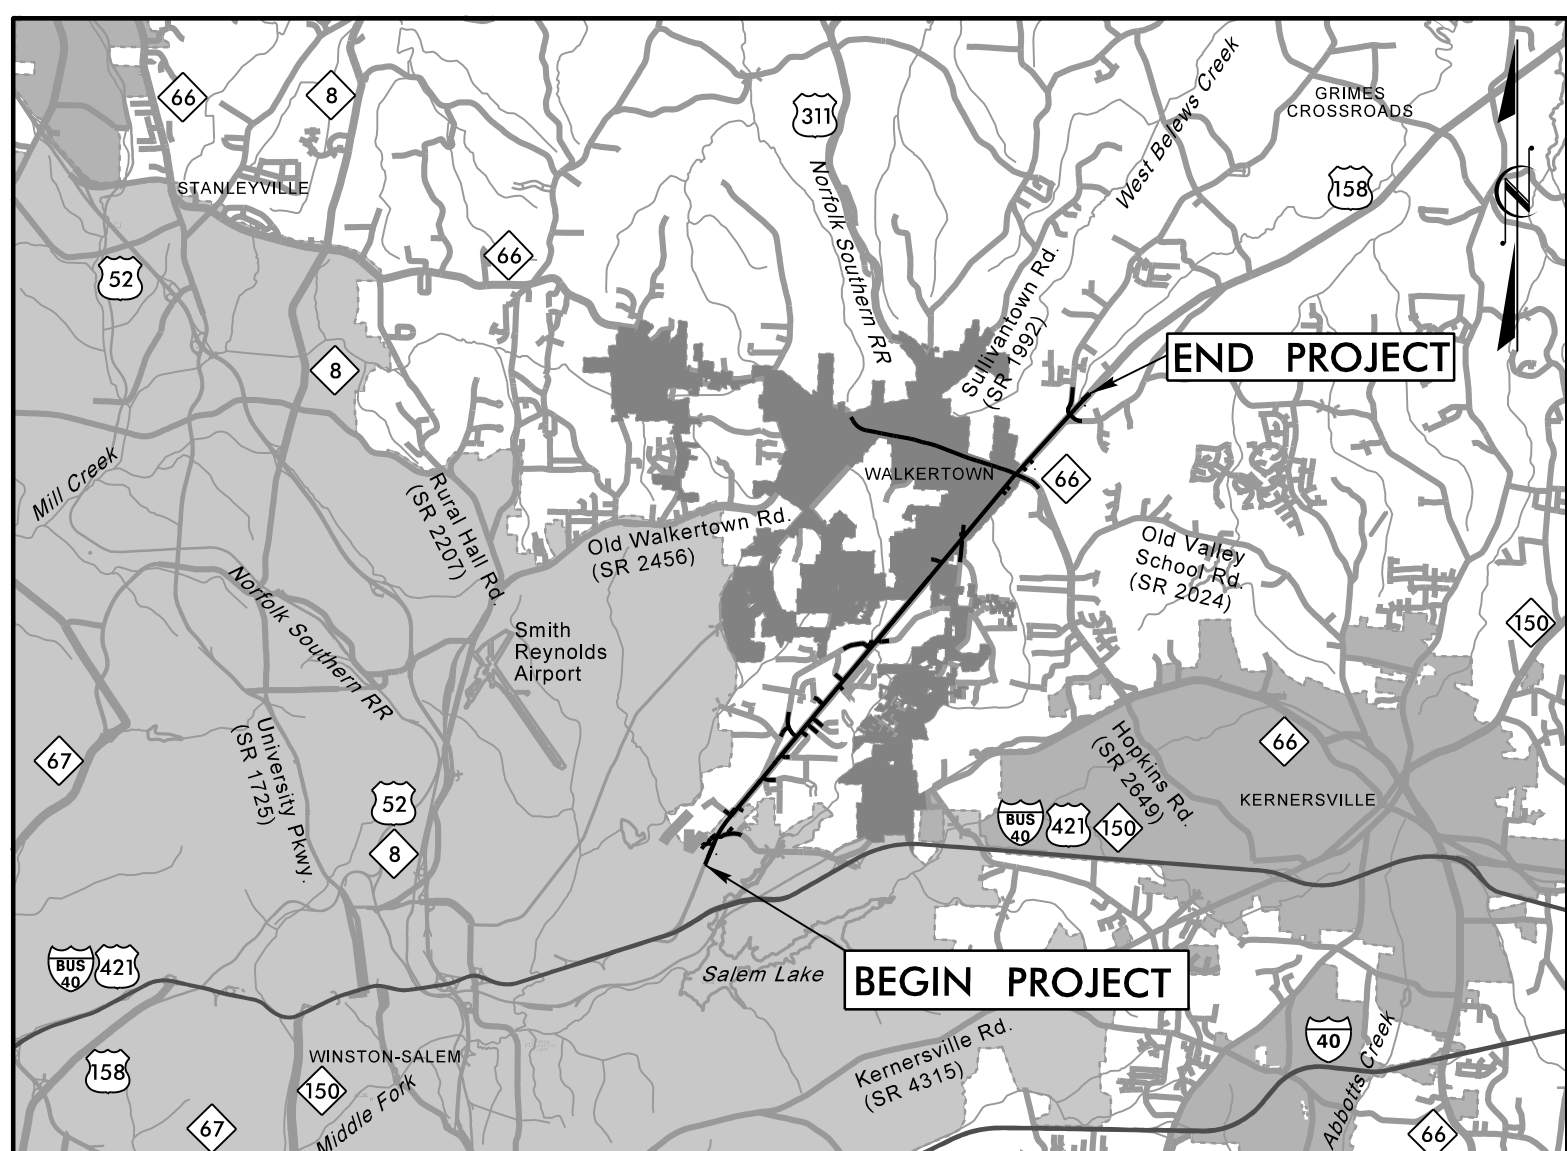 66
8
311
GRIMES
CROSSROADS
West Belews Creek
158
STANLEYVILLE
Norfolk Southern RR
N
52
66
Sullivantown Rd.
(SR 1992)
8
END PROJECT
Mill Creek
Rural Hall Rd.
(SR 2207)
WALKERTOWN
66
Old Walkertown Rd.
(SR 2456)
Old Valley
School Rd.
(SR 2024)
Norfolk Southern RR
Smith
Reynolds
Airport
150
University Pkwy.
(SR 1725)
67
52
8
Hopkins Rd.
(SR 2649)
66
KERNERSVILLE
BUS
40
421
150
BUS
40
421
Salem Lake
BEGIN PROJECT
158
WINSTON-SALEM
150
Middle Fork
67
Kernersville Rd.
(SR 4315)
40
Abbotts Creek
66